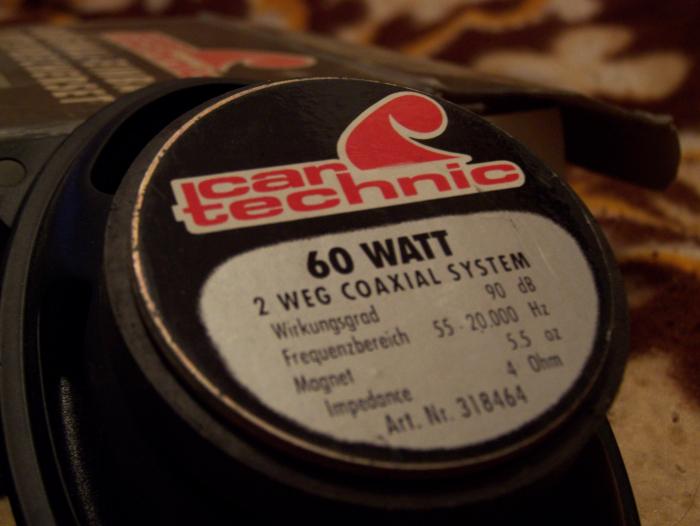 car
technic
60 WATT
2 WEG COAXIAL SYSTEM
Wirkungsgrad 90 dB
Frequenzbereich 55-20.000 Hz
Magnet 5.5 oz
Impedance 4 Ohm
Art. Nr. 318464